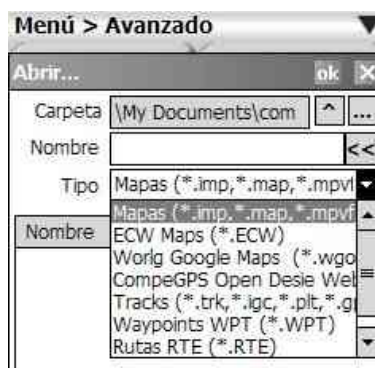 Menú > Avanzado
Abrir... ok
Carpeta \My Documents\com ^ ...
Nombre <<
Tipo Mapas (*.imp,*.map,*.mpvf
Nombre
Mapas (*.imp,*.map,*.mpvf
ECW Maps (*.ECW)
Worlg Google Maps (*.wgo
CompeGPS Open Desie Wel
Tracks (*.trk,*.igc,*.plt,*.g
Waypoints WPT (*.WPT)
Rutas RTE (*.RTE)